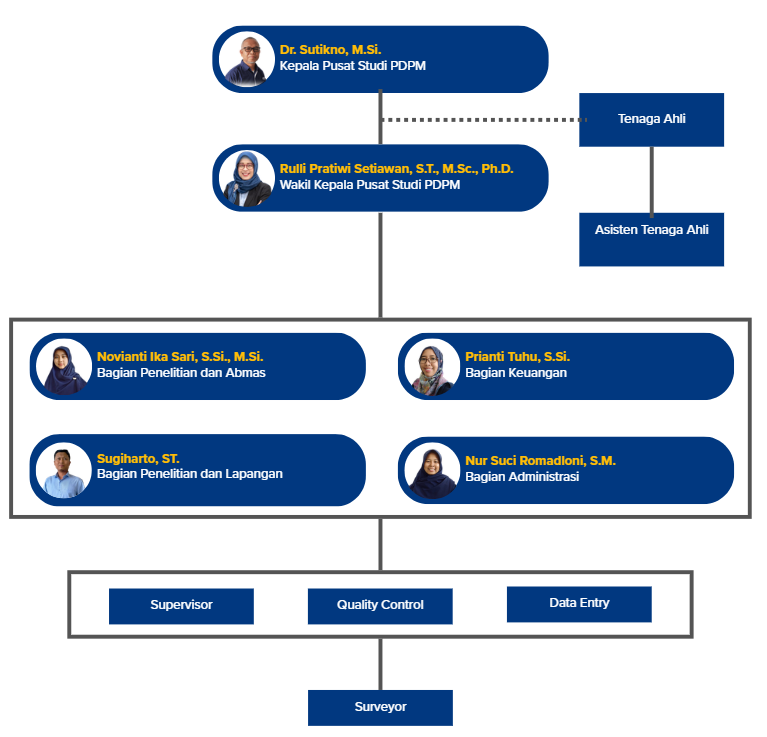 Dr. Sutikno, M.Si.
Kepala Pusat Studi PDPM
Tenaga Ahli
Rulli Pratiwi Setiawan, S.T., M.Sc., Ph.D.
Wakil Kepala Pusat Studi PDPM
Asisten Tenaga Ahli
Novianti Ika Sari, S.Si., M.Si.
Bagian Penelitian dan Abmas
Prianti Tuhu, S.Si.
Bagian Keuangan
Sugiharto, ST.
Bagian Penelitian dan Lapangan
Nur Suci Romadloni, S.M.
Bagian Administrasi
Supervisor
Quality Control
Data Entry
Surveyor